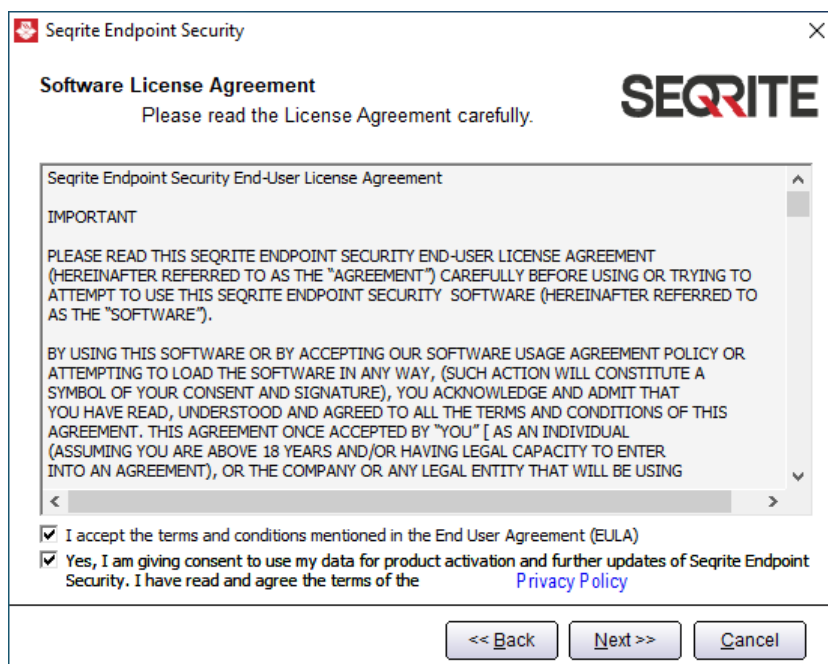 Seqrite Endpoint Security
Software License Agreement
Please read the License Agreement carefully.
SEQRITE
Seqrite Endpoint Security End-User License Agreement
IMPORTANT
PLEASE READ THIS SEQRITE ENDPOINT SECURITY END-USER LICENSE AGREEMENT
(HEREINAFTER REFERRED TO AS THE “AGREEMENT”) CAREFULLY BEFORE USING OR TRYING TO
ATTEMPT TO USE THIS SEQRITE ENDPOINT SECURITY  SOFTWARE (HEREINAFTER REFERRED TO
AS THE “SOFTWARE”).
BY USING THIS SOFTWARE OR BY ACCEPTING OUR SOFTWARE USAGE AGREEMENT POLICY OR
ATTEMPTING TO LOAD THE SOFTWARE IN ANY WAY, (SUCH ACTION WILL CONSTITUTE A
SYMBOL OF YOUR CONSENT AND SIGNATURE), YOU ACKNOWLEDGE AND ADMIT THAT
YOU HAVE READ, UNDERSTOOD AND AGREED TO ALL THE TERMS AND CONDITIONS OF THIS
AGREEMENT. THIS AGREEMENT ONCE ACCEPTED BY “YOU” [ AS AN INDIVIDUAL
(ASSUMING YOU ARE ABOVE 18 YEARS AND/OR HAVING LEGAL CAPACITY TO ENTER
INTO AN AGREEMENT), OR THE COMPANY OR ANY LEGAL ENTITY THAT WILL BE USING
I accept the terms and conditions mentioned in the End User Agreement (EULA)
Yes, I am giving consent to use my data for product activation and further updates of Seqrite Endpoint
Security. I have read and agree the terms of the Privacy Policy
<< Back
Next >>
Cancel